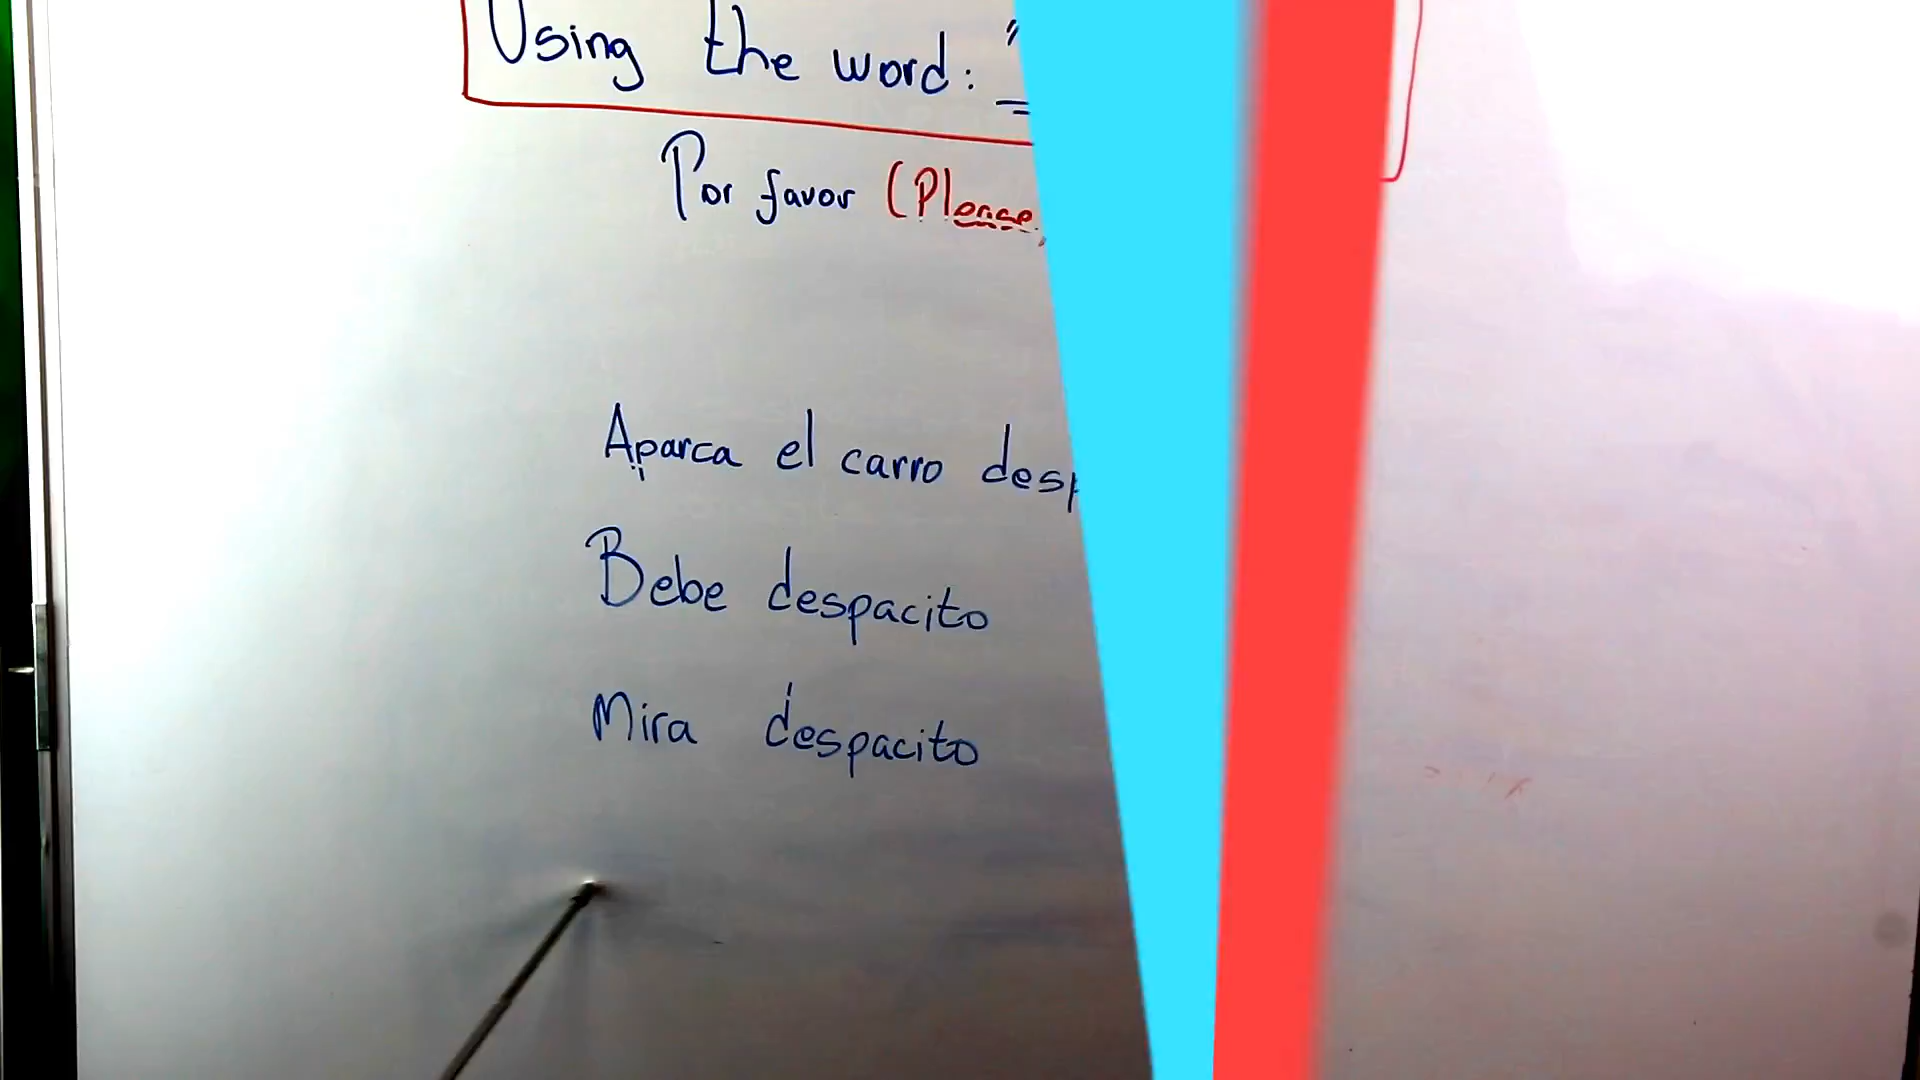 Using the word: "
Por favor (Please
Aparca el carro desp
Bebe despacito
Mira despacito